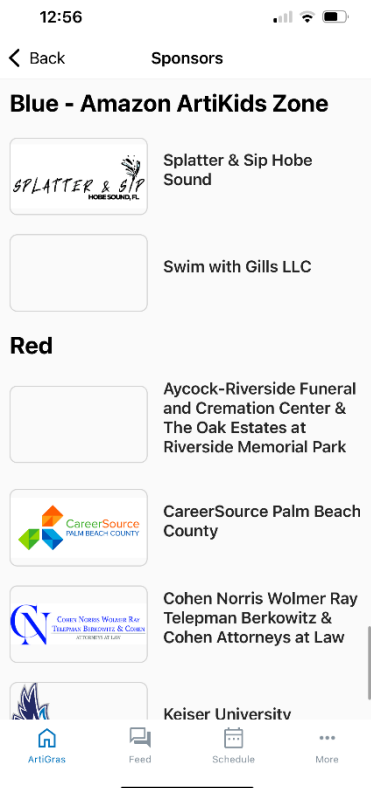 12:56
Back
Sponsors
Blue - Amazon ArtiKids Zone
SPLATTER & SIP
HOBE SOUND, FL
Splatter & Sip Hobe
Sound
Swim with Gills LLC
Red
Aycock-Riverside Funeral
and Cremation Center &
The Oak Estates at
Riverside Memorial Park
CareerSource
PALM BEACH COUNTY
CareerSource Palm Beach
County
CN
Cohen Norris Wolmer Ray
Telepman Berkowitz & Cohen
ATTORNEYS AT LAW
Cohen Norris Wolmer Ray
Telepman Berkowitz &
Cohen Attorneys at Law
Keiser University
ArtiGras
Feed
Schedule
More